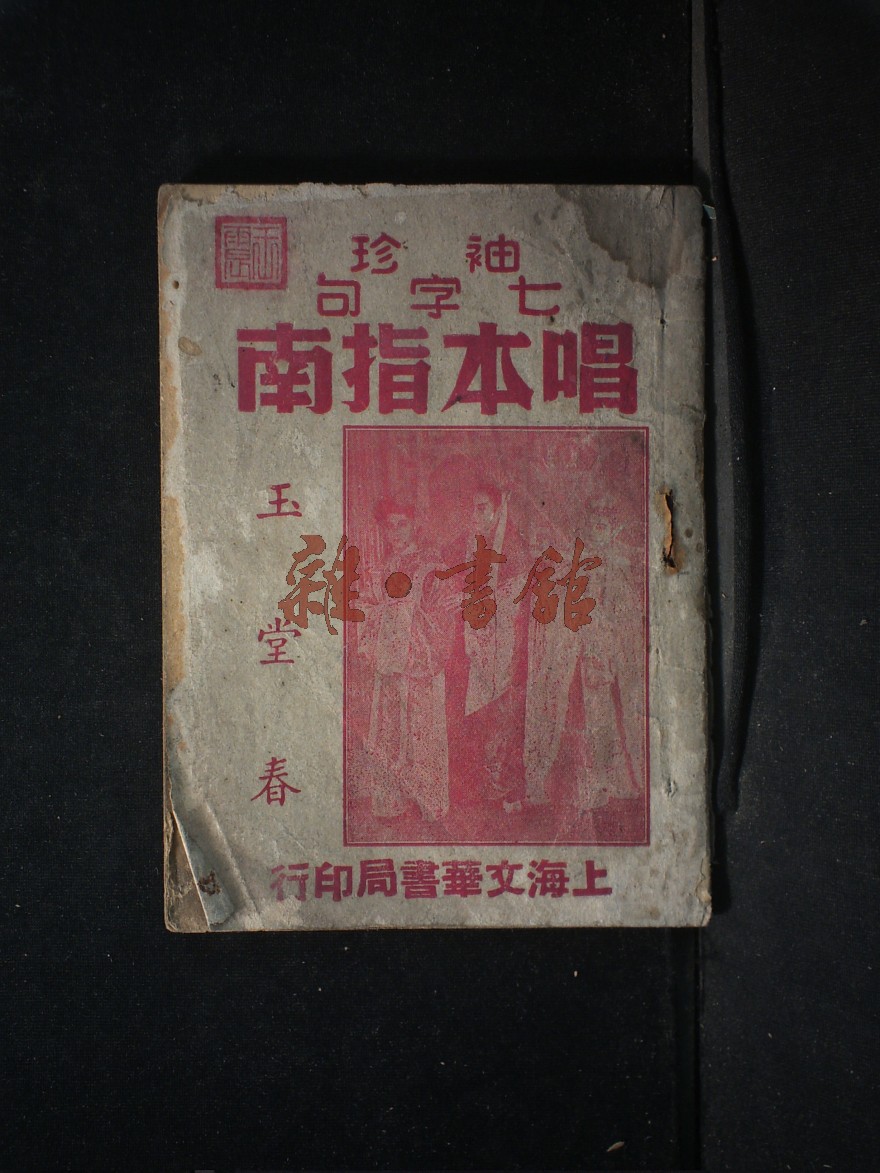 袖珍
七字句
唱本指南
玉堂春
雜·書館
上海文華書局印行